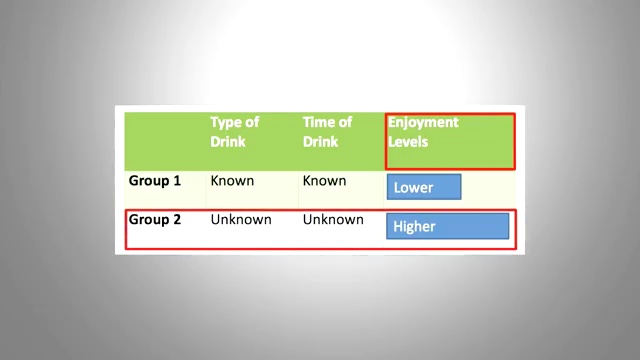 Type of Drink Time of Drink Enjoyment Levels
Group 1 Known Known Lower
Group 2 Unknown Unknown Higher